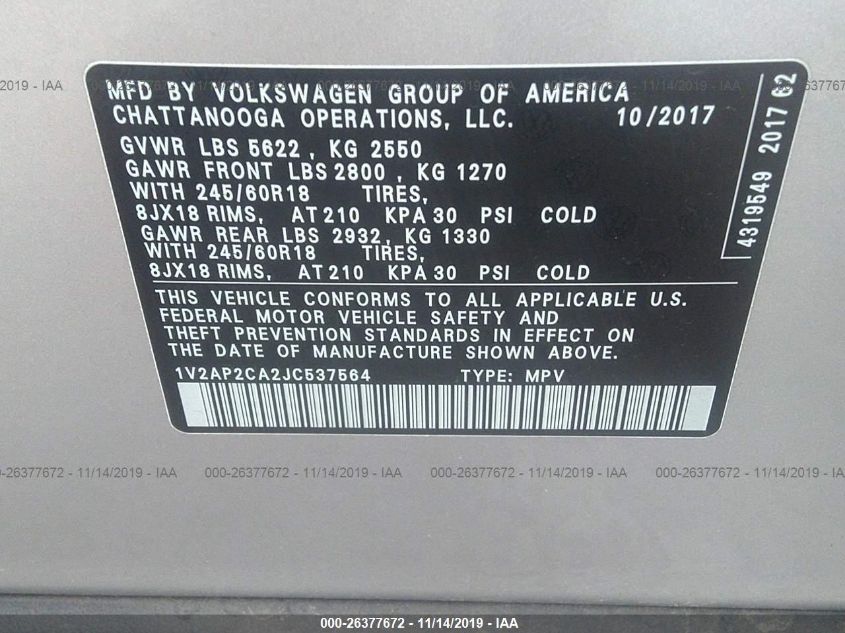 000-26377672 - 11/14/2019 - IAA
MFD BY VOLKSWAGEN GROUP OF AMERICA
CHATTANOOGA OPERATIONS, LLC. 10/2017
GVWR LBS 5622 , KG 2550
GAWR FRONT LBS 2800 , KG 1270
WITH 245/60R18 TIRES,
8JX18 RIMS, AT 210 KPA 30 PSI COLD
GAWR REAR LBS 2932, KG 1330
WITH 245/60R18 TIRES,
8JX18 RIMS, AT 210 KPA 30 PSI COLD
THIS VEHICLE CONFORMS TO ALL APPLICABLE U.S.
FEDERAL MOTOR VEHICLE SAFETY AND
THEFT PREVENTION STANDARDS IN EFFECT ON
THE DATE OF MANUFACTURE SHOWN ABOVE.
1V2AP2CA2JC537564 TYPE: MPV
4319549 2017 62
-26377672 - 11/14/2019 - IAA 000-26377672 - 11/14/2019 - IAA 000-26377672 - 11/14/2019 - IAA 000-26377672 - 11/14/2019
000-26377672 - 11/14/2019 - IAA